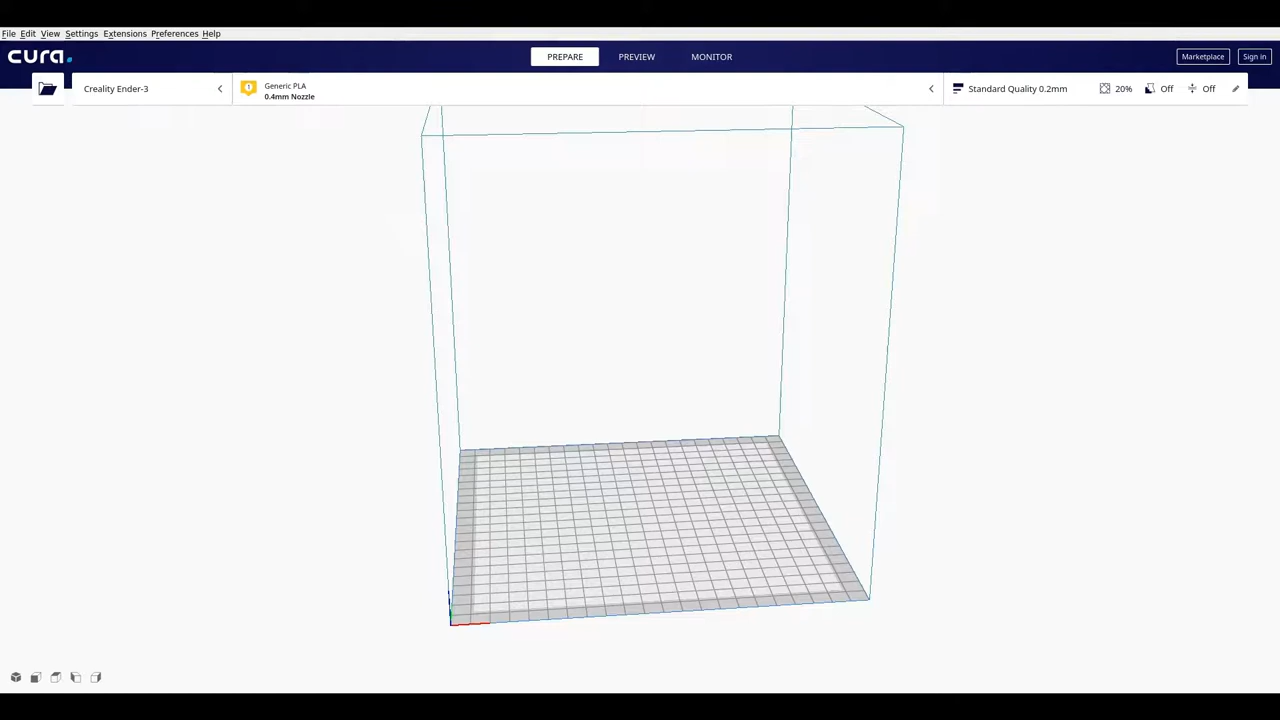 File Edit View Settings Extensions Preferences Help
cura. PREPARE PREVIEW MONITOR Marketplace Sign in
Creality Ender-3 1 Generic PLA Standard Quality 0.2mm 20% Off Off
0.4mm Nozzle